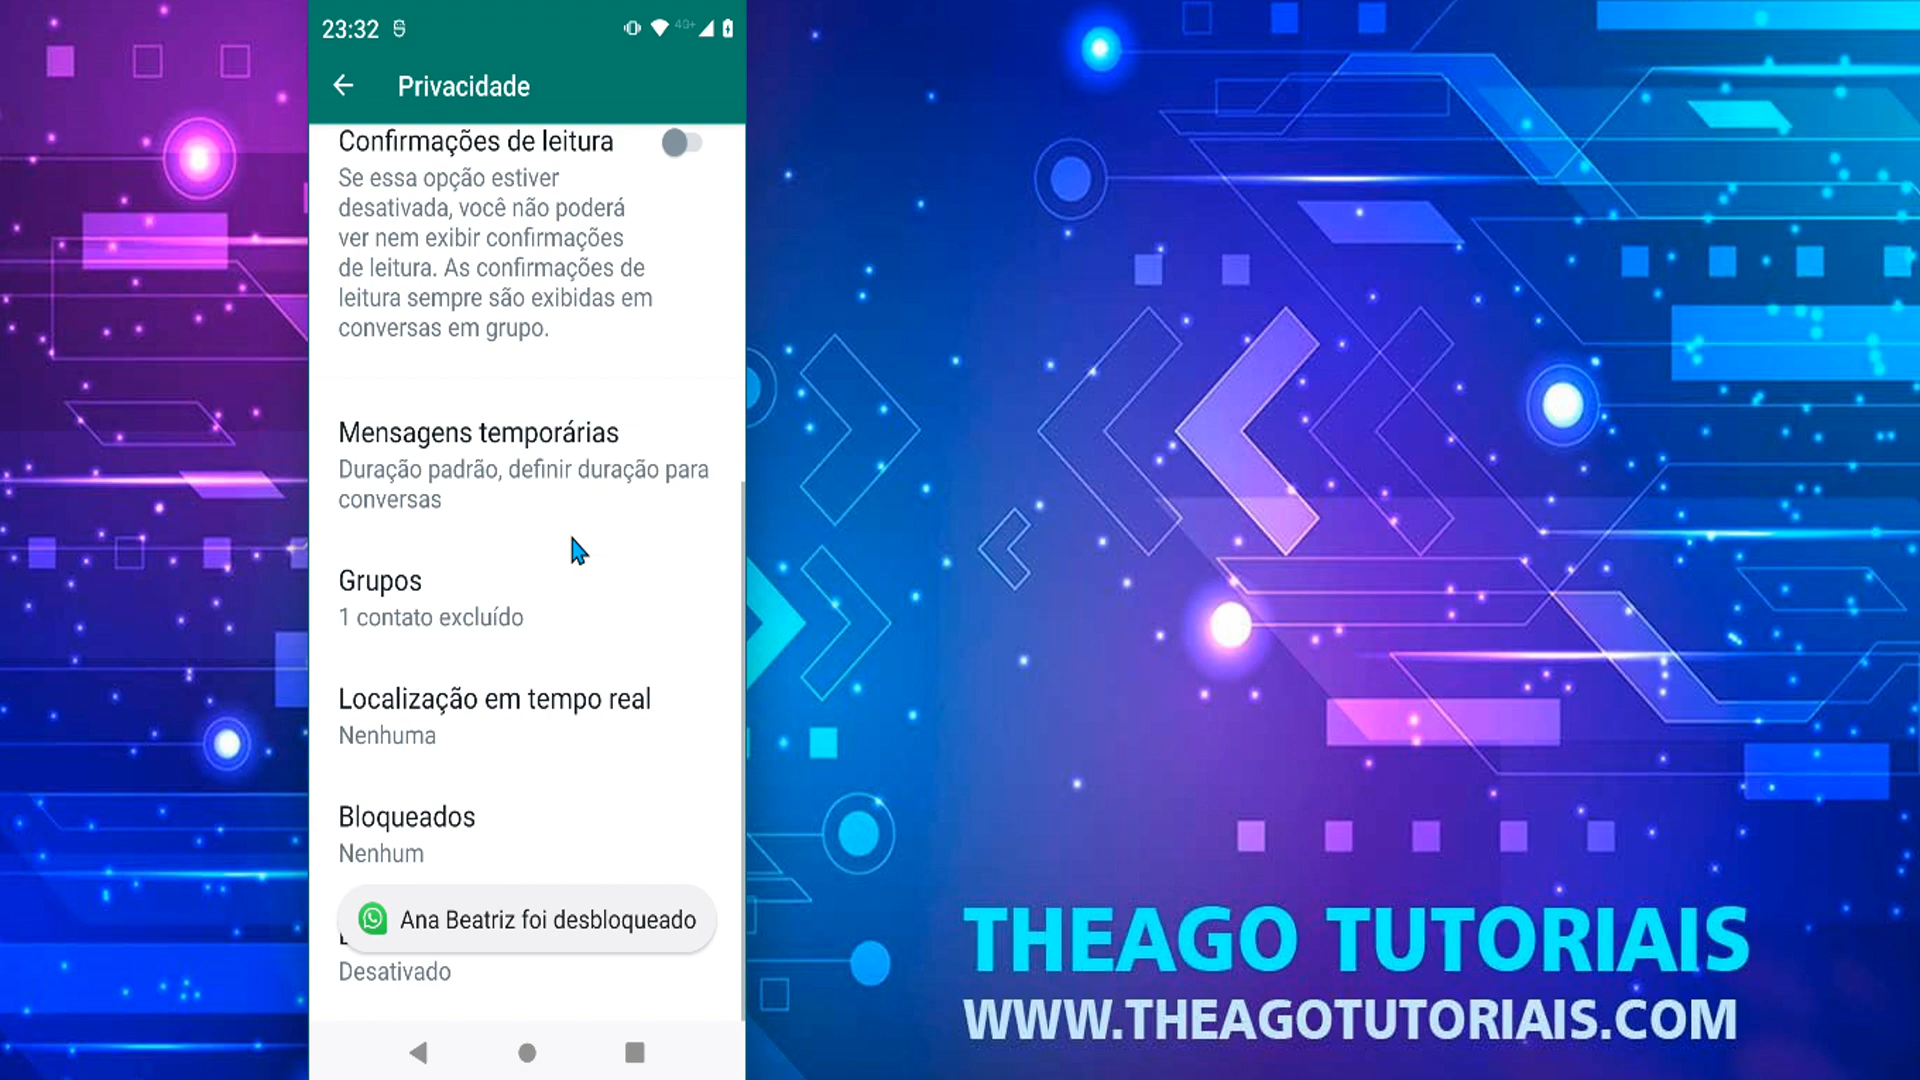 23:32
4G+
Privacidade
Confirmações de leitura
Se essa opção estiver
desativada, você não poderá
ver nem exibir confirmações
de leitura. As confirmações de
leitura sempre são exibidas em
conversas em grupo.
Mensagens temporárias
Duração padrão, definir duração para
conversas
Grupos
1 contato excluído
Localização em tempo real
Nenhuma
Bloqueados
Nenhum
Ana Beatriz foi desbloqueado
Desativado
THEAGO TUTORIAIS
WWW.THEAGOTUTORIAIS.COM